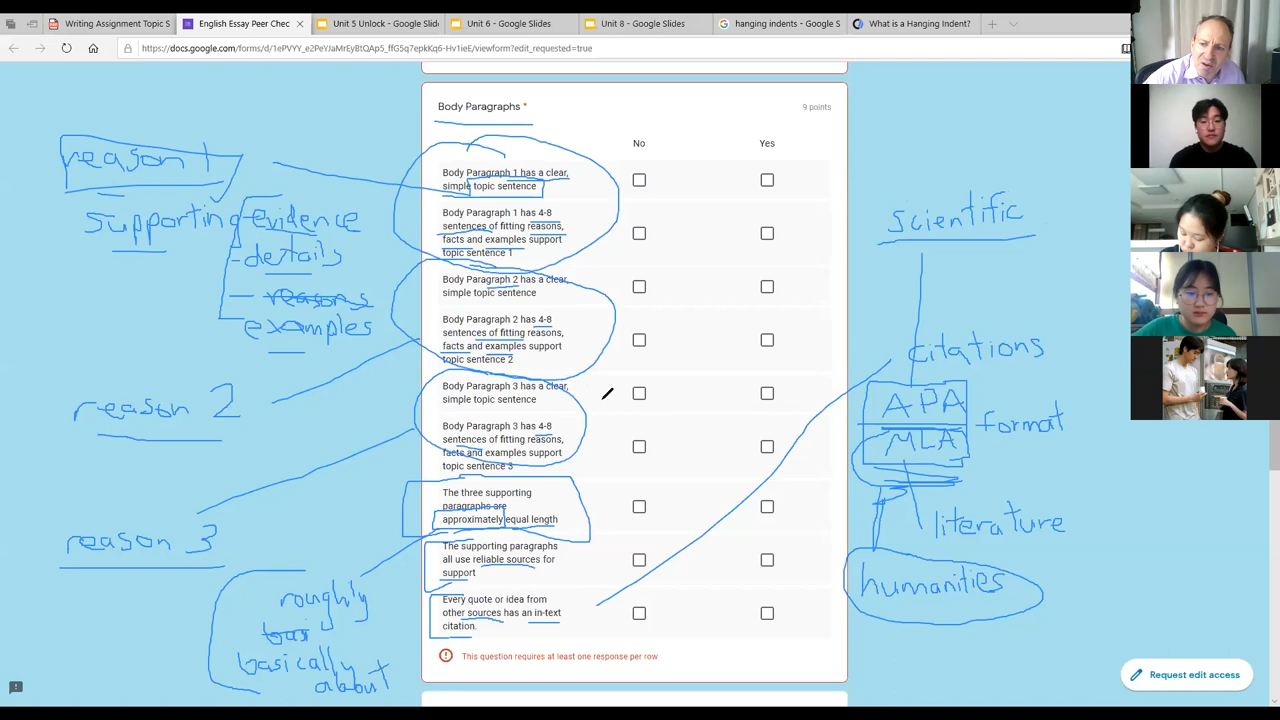 Writing Assignment Topic S
English Essay Peer Chec
Unit 5 Unlock - Google Slide
Unit 6 - Google Slides
Unit 8 - Google Slides
hanging indents - Google S
What is a Hanging Indent?
https://docs.google.com/forms/d/1ePVYY_e2PeYJaMrEyBtQAp5_ffG5q7epkKq6-Hv1ieE/viewform?edit_requested=true
Body Paragraphs *
9 points
No
Yes
Body Paragraph 1 has a clear,
simple topic sentence
Body Paragraph 1 has 4-8
sentences of fitting reasons,
facts and examples support
topic sentence 1
Body Paragraph 2 has a clear,
simple topic sentence
Body Paragraph 2 has 4-8
sentences of fitting reasons,
facts and examples support
topic sentence 2
Body Paragraph 3 has a clear,
simple topic sentence
Body Paragraph 3 has 4-8
sentences of fitting reasons,
facts and examples support
topic sentence 3
The three supporting
paragraphs are
approximately equal length
The supporting paragraphs
all use reliable sources for
support
Every quote or idea from
other sources has an in-text
citation.
This question requires at least one response per row
Request edit access
reason 1
supporting-evidence
-details
- reasons
examples
reason 2
reason 3
roughly
basically
about
scientific
citations
APA
MLA
format
literature
humanities